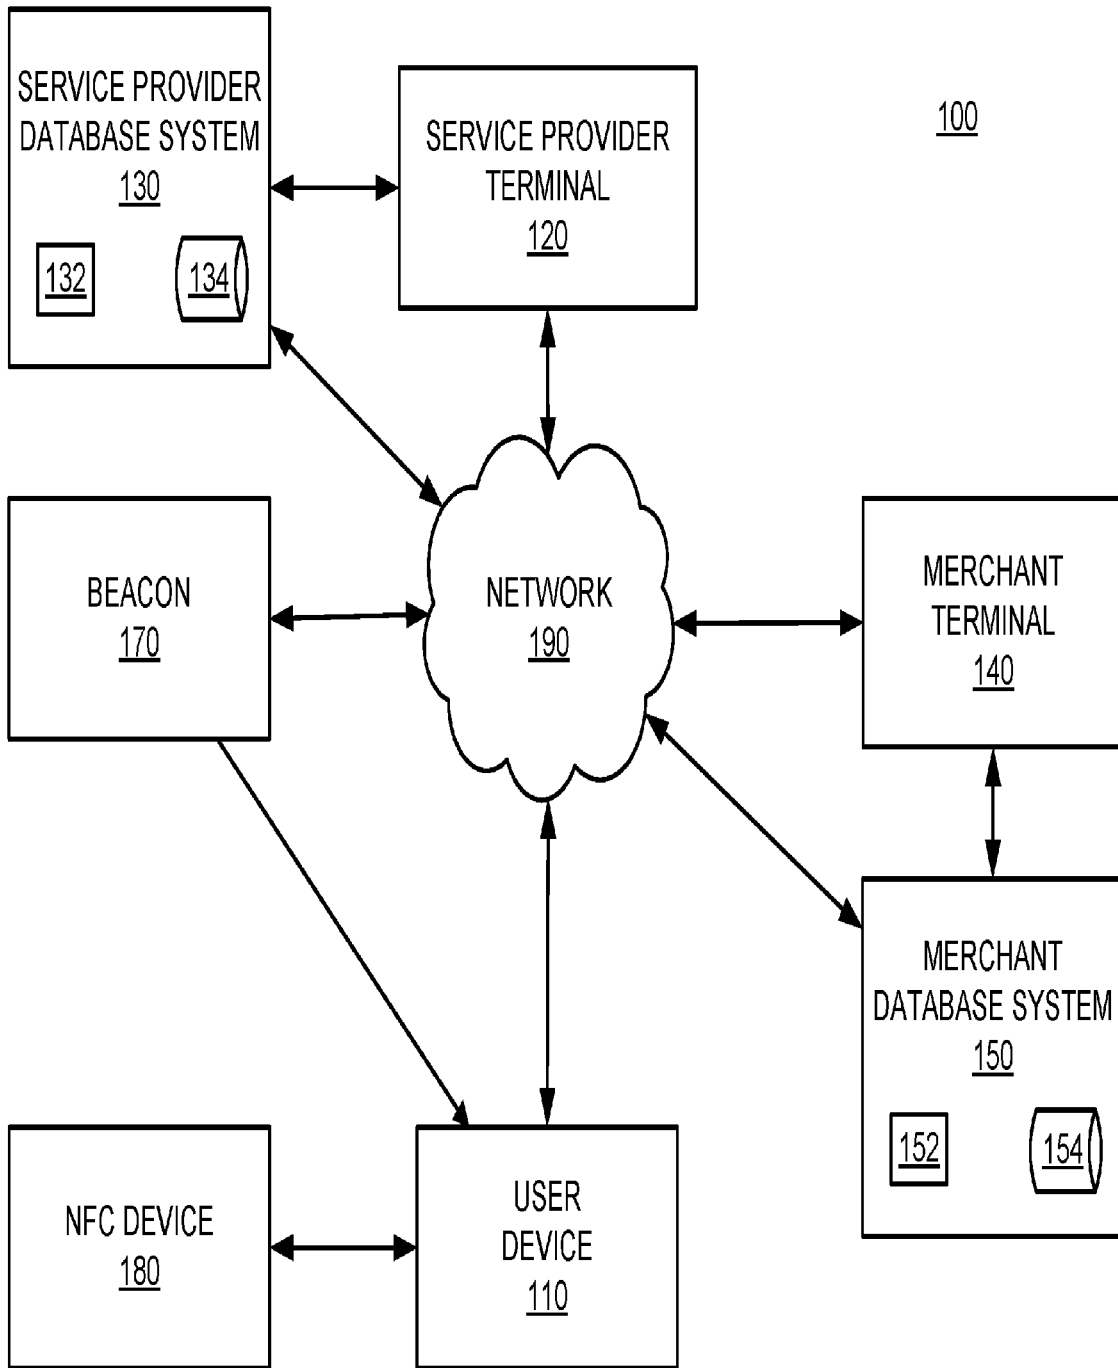 SERVICE PROVIDER
DATABASE SYSTEM
130
132
134
SERVICE PROVIDER
TERMINAL
120
100
BEACON
170
NETWORK
190
MERCHANT
TERMINAL
140
MERCHANT
DATABASE SYSTEM
150
152
154
NFC DEVICE
180
USER
DEVICE
110